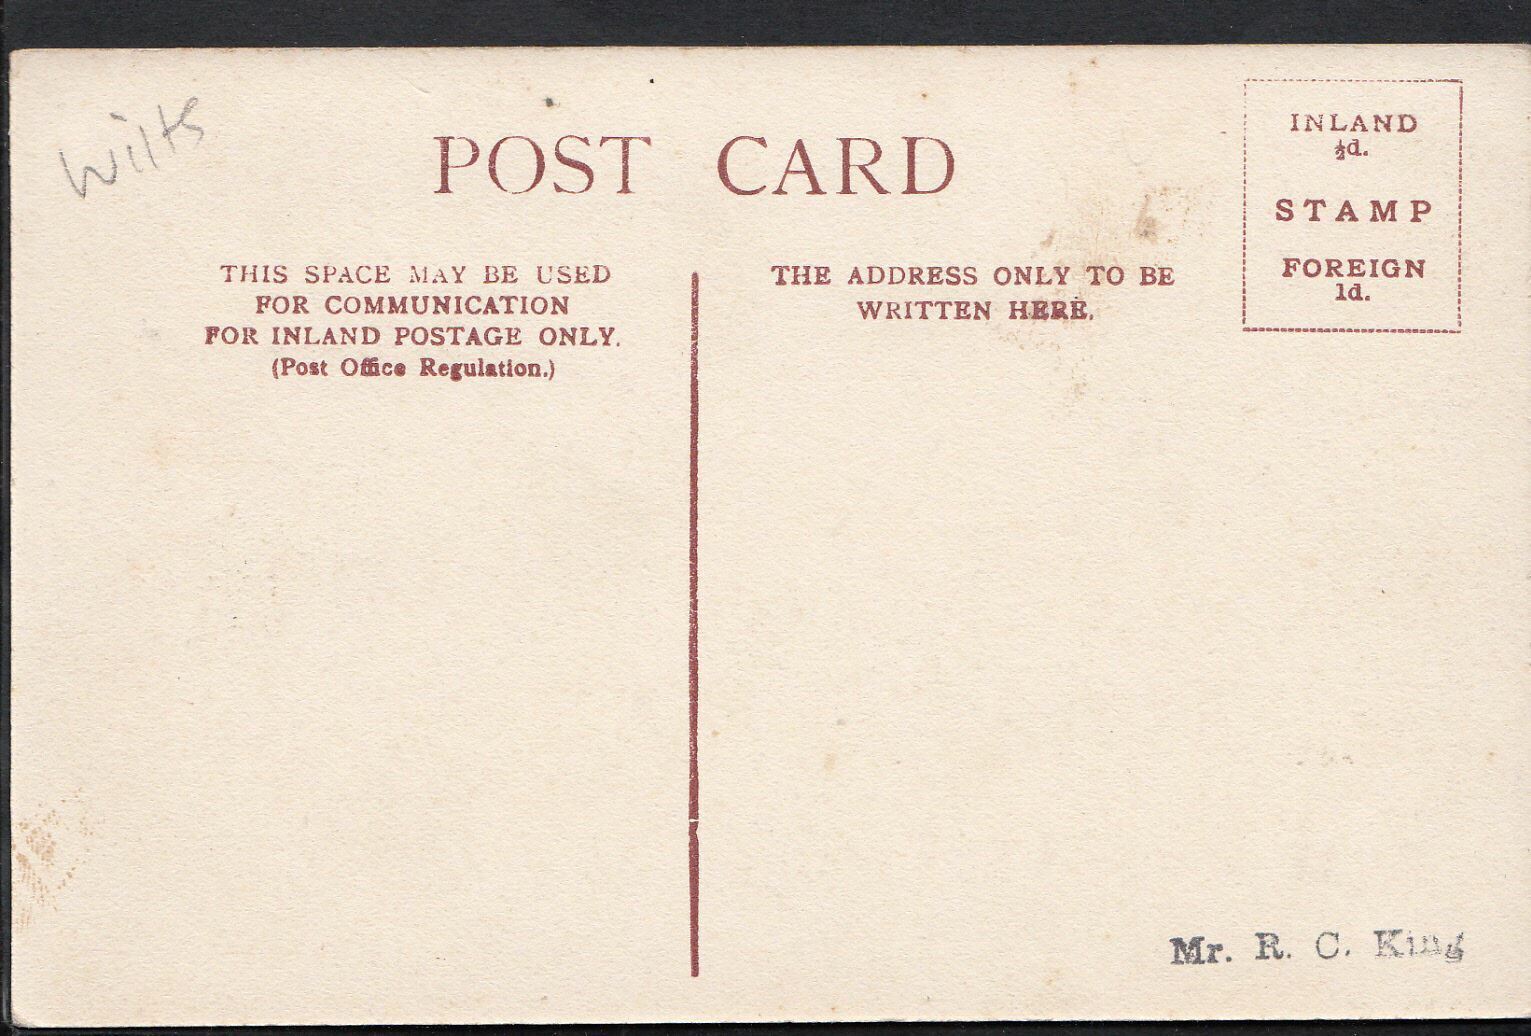 Wilts
POST CARD
INLAND
½d.
STAMP
FOREIGN
1d.
THIS SPACE MAY BE USED
FOR COMMUNICATION
FOR INLAND POSTAGE ONLY.
(Post Office Regulation.)
THE ADDRESS ONLY TO BE
WRITTEN HERE.
Mr. R. C. King